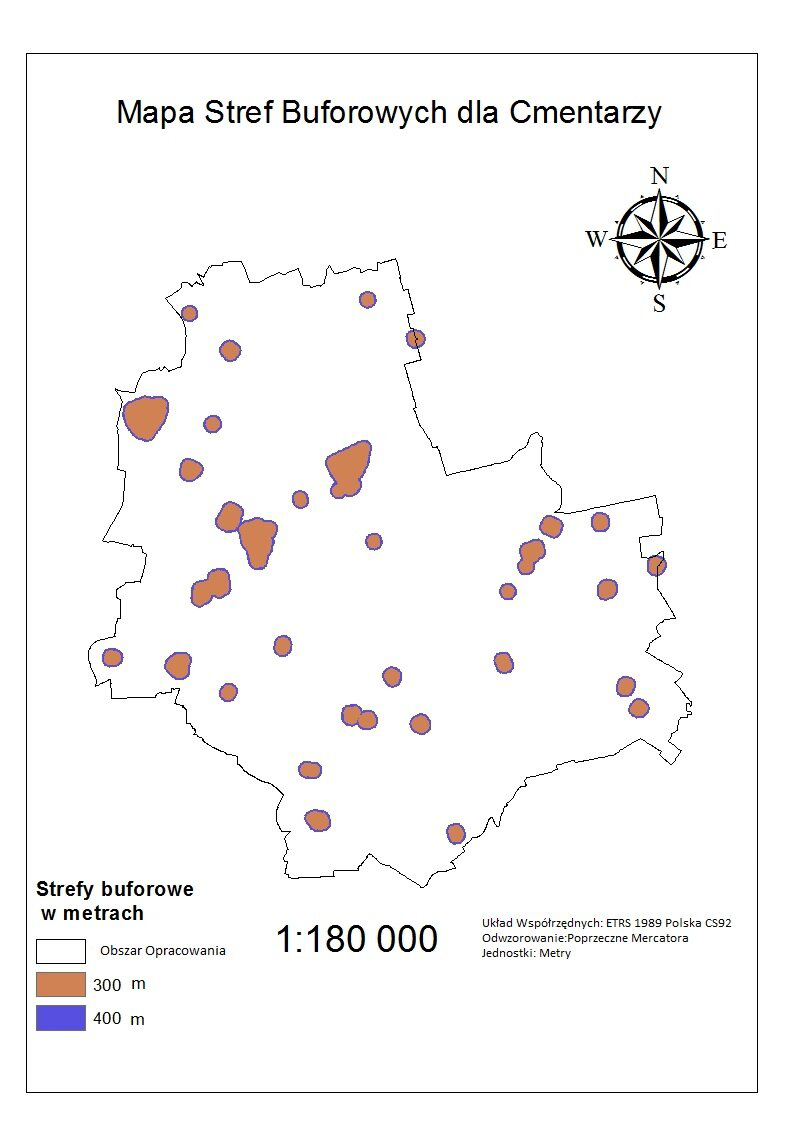 Mapa Stref Buforowych dla Cmentarzy
N
W E
S
Strefy buforowe
w metrach
Obszar Opracowania
300 m
400 m
1:180 000
Układ Współrzędnych: ETRS 1989 Polska CS92
Odwzorowanie:Poprzeczne Mercatora
Jednostki: Metry